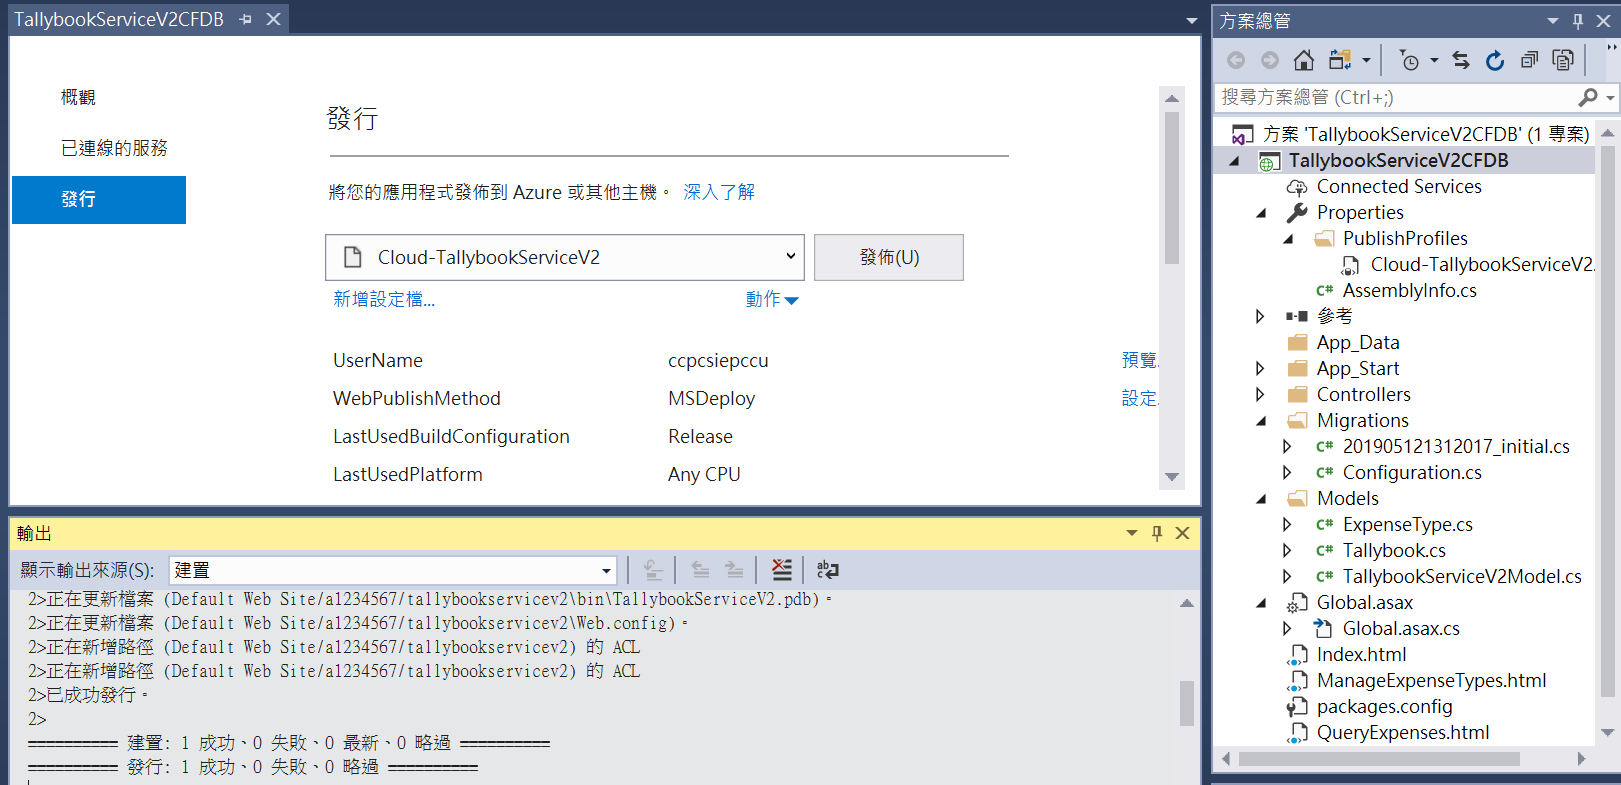 TallybookServiceV2CFDB
概觀
已連線的服務
發行
發行
將您的應用程式發佈到 Azure 或其他主機。 深入了解
Cloud-TallybookServiceV2
發佈(U)
新增設定檔...
動作
UserName ccpcsiepccu 預覽.
WebPublishMethod MSDeploy 設定.
LastUsedBuildConfiguration Release
LastUsedPlatform Any CPU
輸出
顯示輸出來源(S): 建置
2>正在更新檔案 (Default Web Site/a1234567/tallybookservicev2\bin\TallybookServiceV2.pdb)。
2>正在更新檔案 (Default Web Site/a1234567/tallybookservicev2\Web.config)。
2>正在新增路徑 (Default Web Site/a1234567/tallybookservicev2) 的 ACL
2>正在新增路徑 (Default Web Site/a1234567/tallybookservicev2) 的 ACL
2>已成功發行。
2>
========== 建置: 1 成功、0 失敗、0 最新、0 略過 ==========
========== 發行: 1 成功、0 失敗、0 略過 ==========
方案總管
搜尋方案總管 (Ctrl+;)
方案 'TallybookServiceV2CFDB' (1 專案)
TallybookServiceV2CFDB
Connected Services
Properties
PublishProfiles
Cloud-TallybookServiceV2.
C# AssemblyInfo.cs
參考
App_Data
App_Start
Controllers
Migrations
C# 201905121312017_initial.cs
C# Configuration.cs
Models
C# ExpenseType.cs
C# Tallybook.cs
C# TallybookServiceV2Model.cs
Global.asax
Global.asax.cs
Index.html
ManageExpenseTypes.html
packages.config
QueryExpenses.html